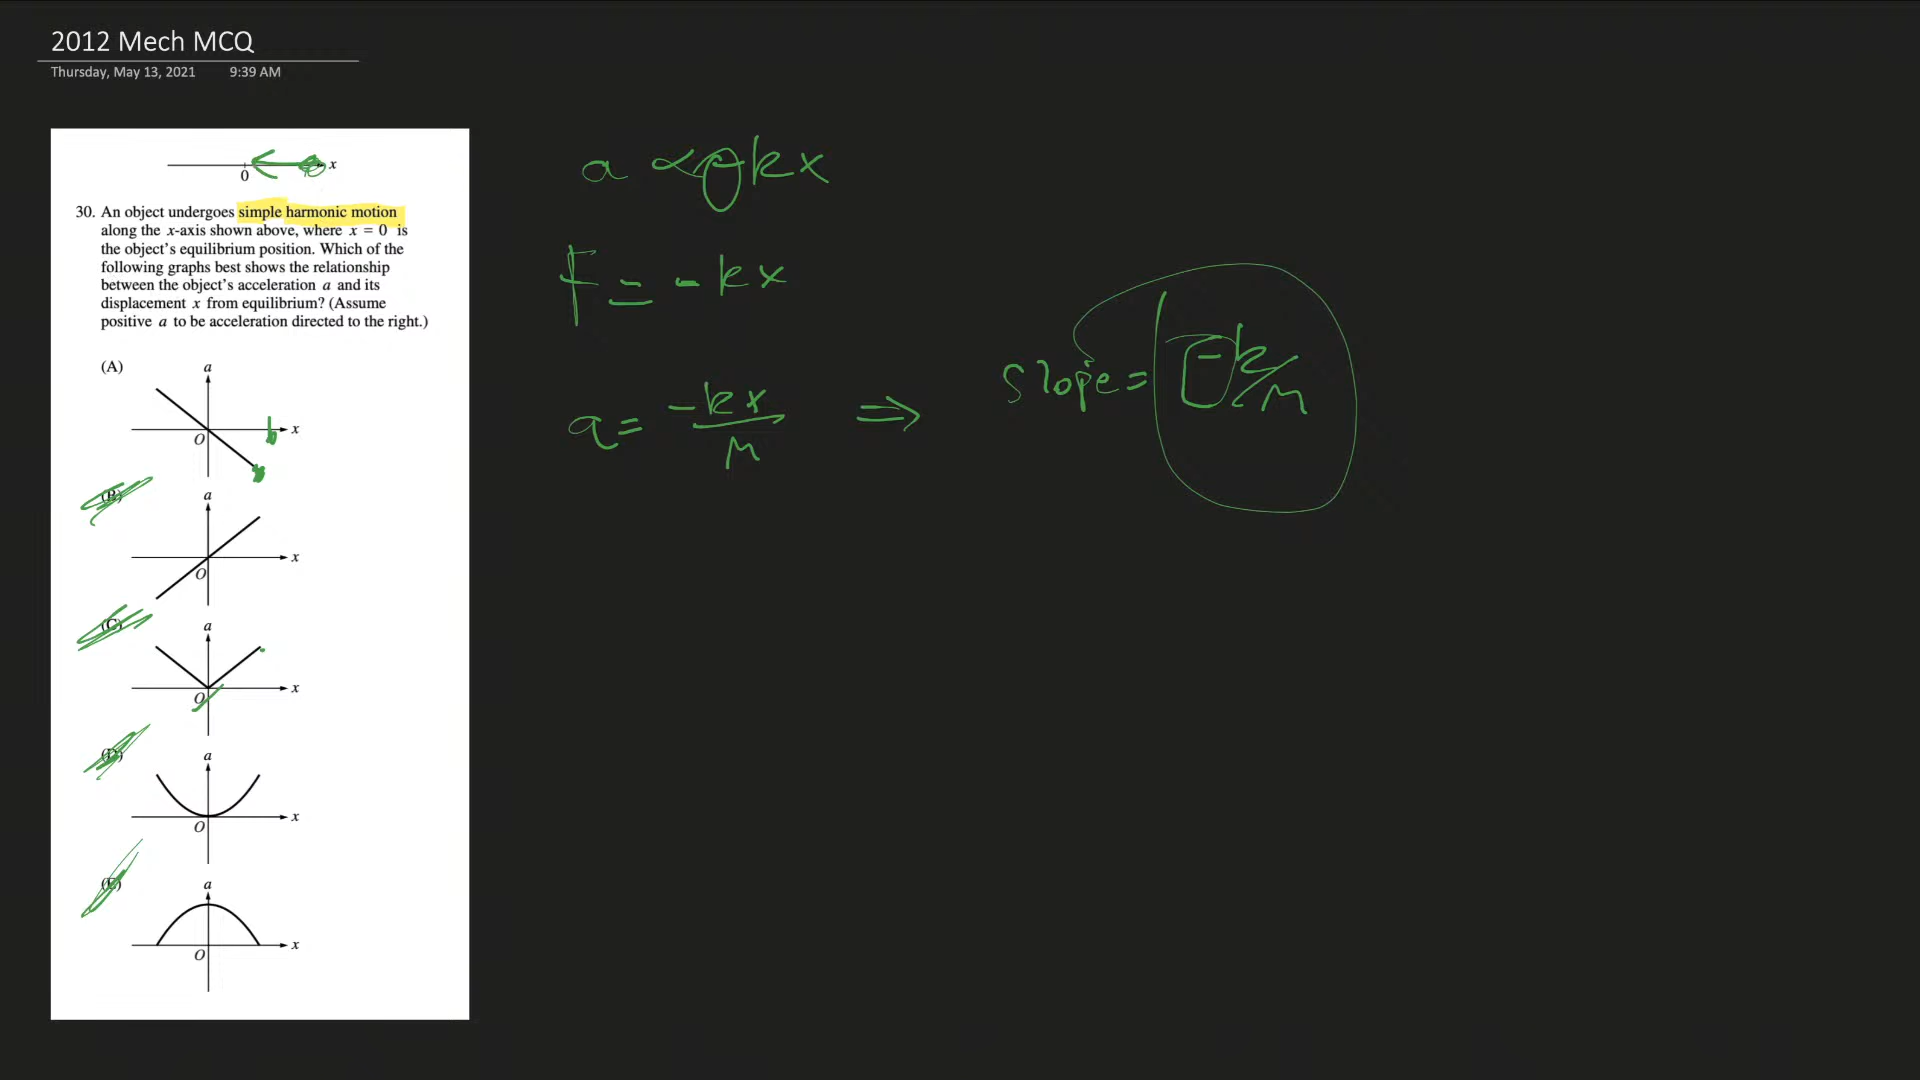 2012 Mech MCQ
Thursday, May 13, 2021 9:39 AM
0 x
30. An object undergoes simple harmonic motion
along the x-axis shown above, where x = 0 is
the object's equilibrium position. Which of the
following graphs best shows the relationship
between the object's acceleration a and its
displacement x from equilibrium? (Assume
positive a to be acceleration directed to the right.)
(A)
a
x
O
(B)
a
x
O
(C)
a
x
O
(D)
a
x
O
(E)
a
x
O
a ∝ -kx
F = -kx
a = -kx/M ⇒ slope = -k/M